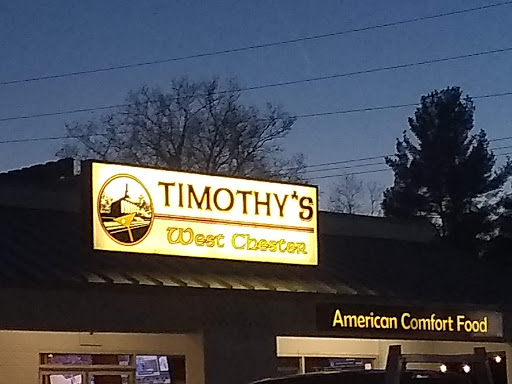 TIMOTHY'S
West Chester
American Comfort Food